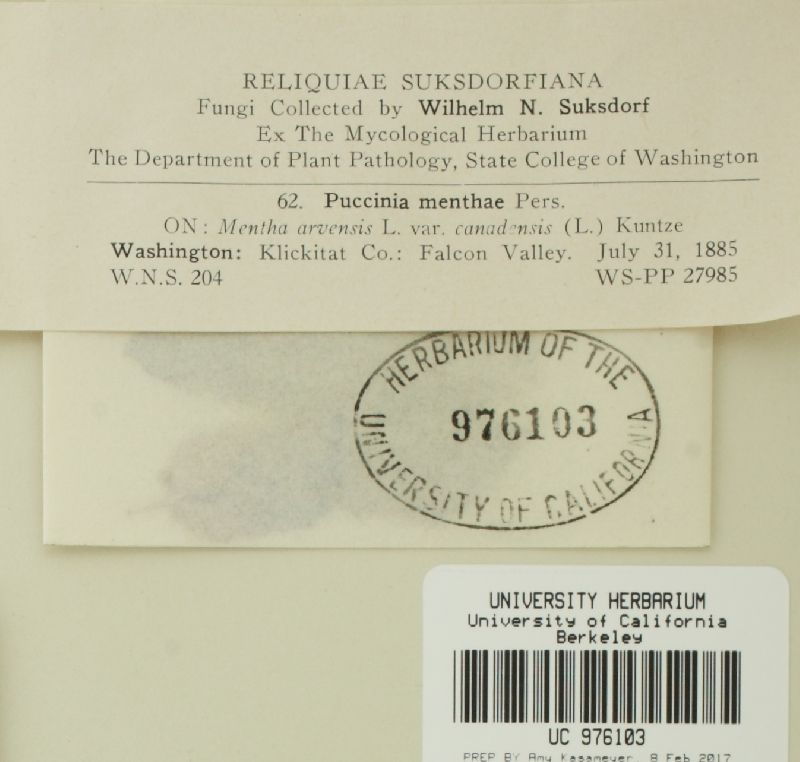 RELIQUIAE SUKSDORFIANA
Fungi Collected by Wilhelm N. Suksdorf
Ex The Mycological Herbarium
The Department of Plant Pathology, State College of Washington
62. Puccinia menthae Pers.
ON: Mentha arvensis L. var. canadensis (L.) Kuntze
Washington: Klickitat Co.: Falcon Valley. July 31, 1885
W.N.S. 204 WS-PP 27985
HERBARIUM OF THE
976103
UNIVERSITY OF CALIFORNIA
UNIVERSITY HERBARIUM
University of California
Berkeley
UC 976103
PREP BY Amy Kasameyer, 8 Feb 2017